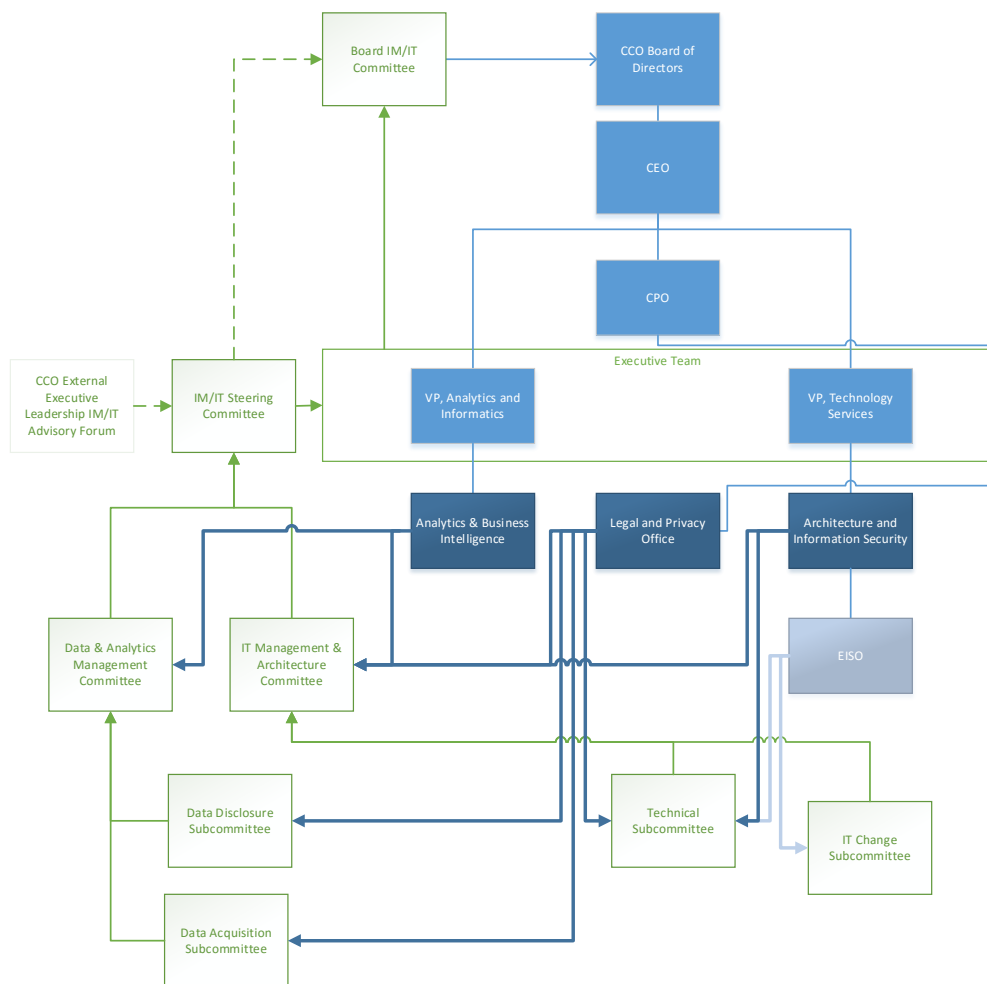 Board IM/IT
Committee
CCO Board of
Directors
CEO
CPO
Executive Team
CCO External
Executive
Leadership IM/IT
Advisory Forum
IM/IT Steering
Committee
VP, Analytics and
Informatics
VP, Technology
Services
Analytics & Business
Intelligence
Legal and Privacy
Office
Architecture and
Information Security
Data & Analytics
Management
Committee
IT Management &
Architecture
Committee
EISO
Data Disclosure
Subcommittee
Technical
Subcommittee
IT Change
Subcommittee
Data Acquisition
Subcommittee